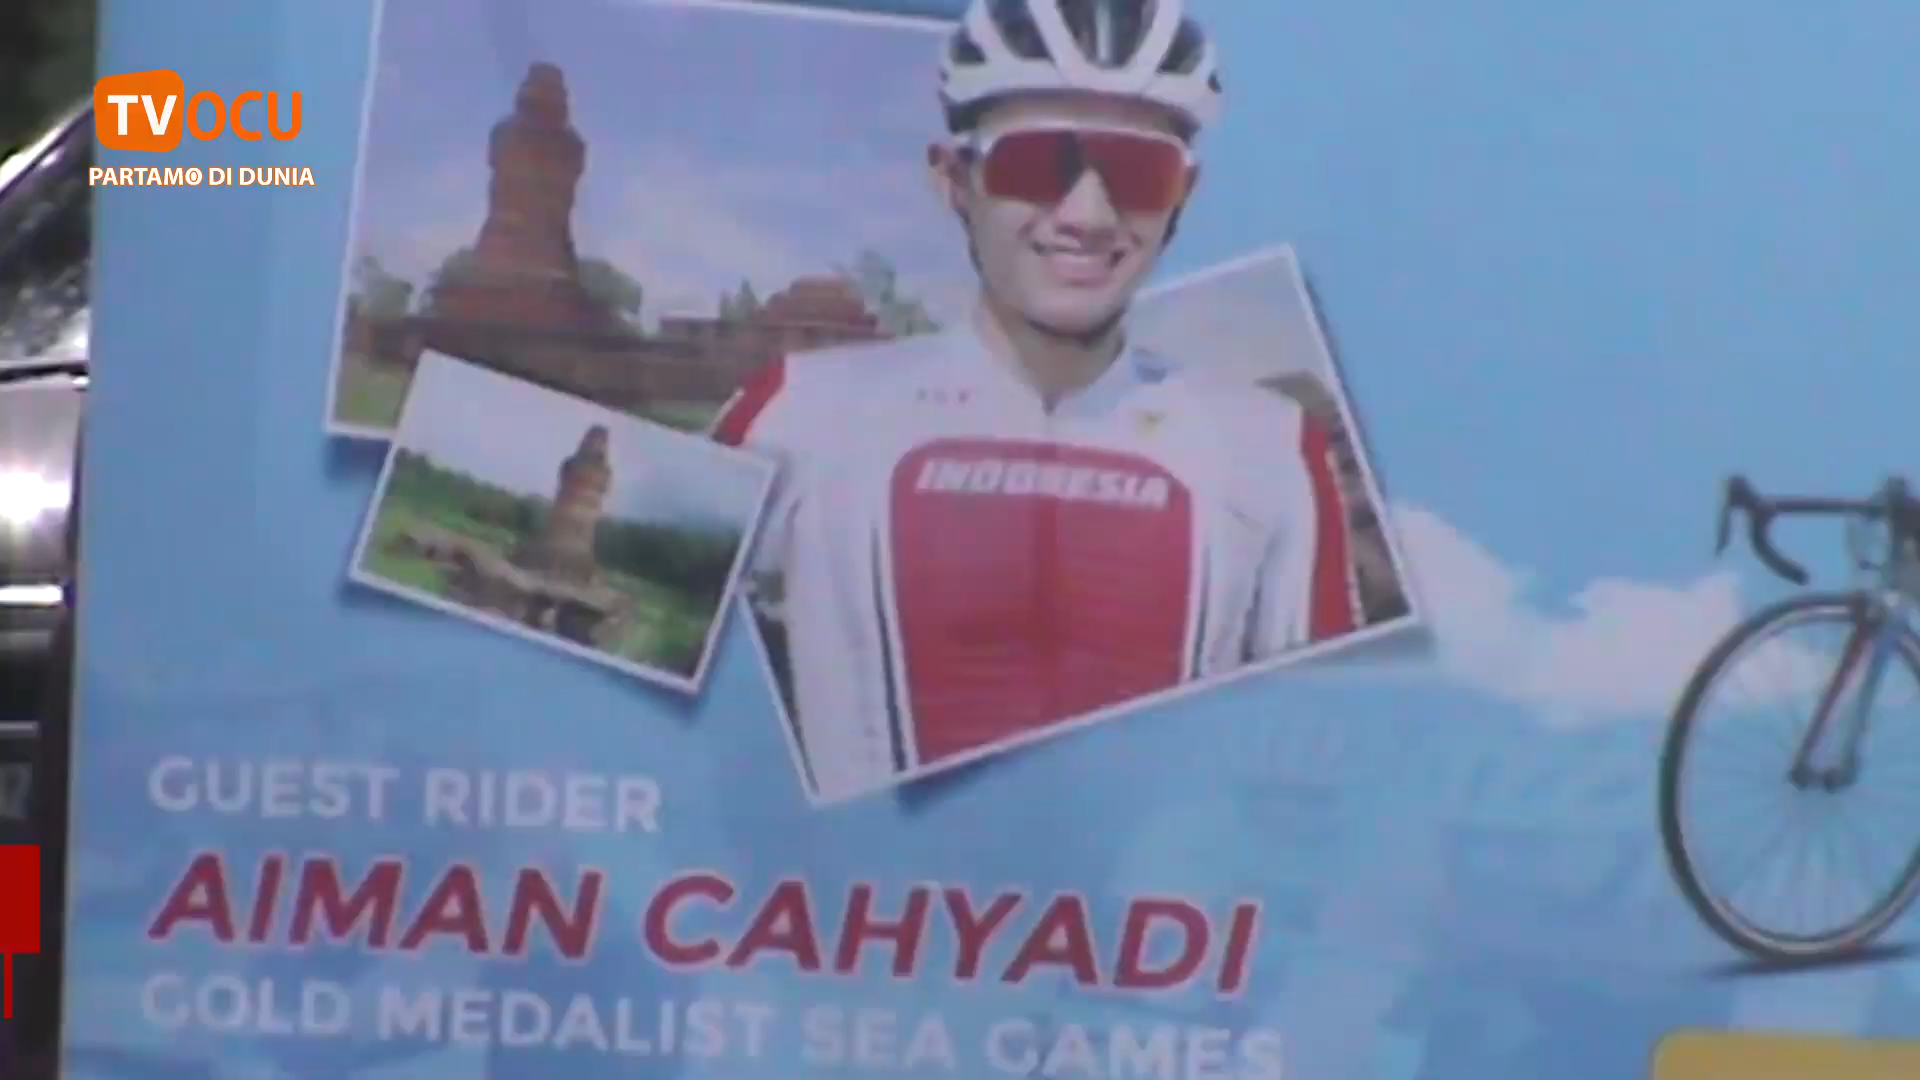 TVOCU
PARTAMO DI DUNIA
INDONESIA
GUEST RIDER
AIMAN CAHYADI
GOLD MEDALIST SEA GAMES